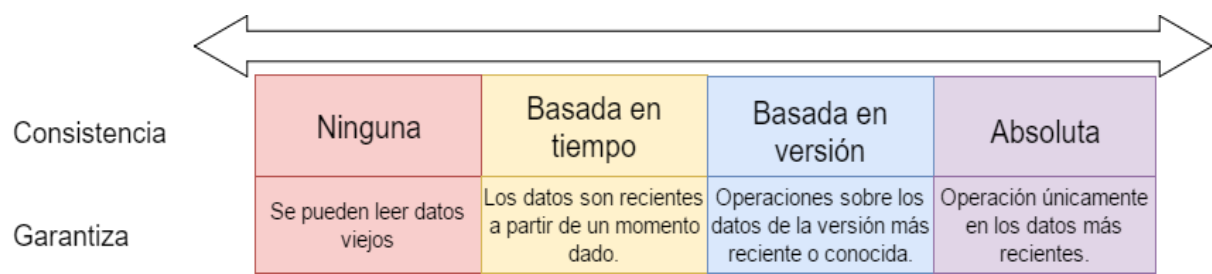 Consistencia
Ninguna
Basada en
tiempo
Basada en
versión
Absoluta
Garantiza
Se pueden leer datos
viejos
Los datos son recientes
a partir de un momento
dado.
Operaciones sobre los
datos de la versión más
reciente o conocida.
Operación únicamente
en los datos más
recientes.